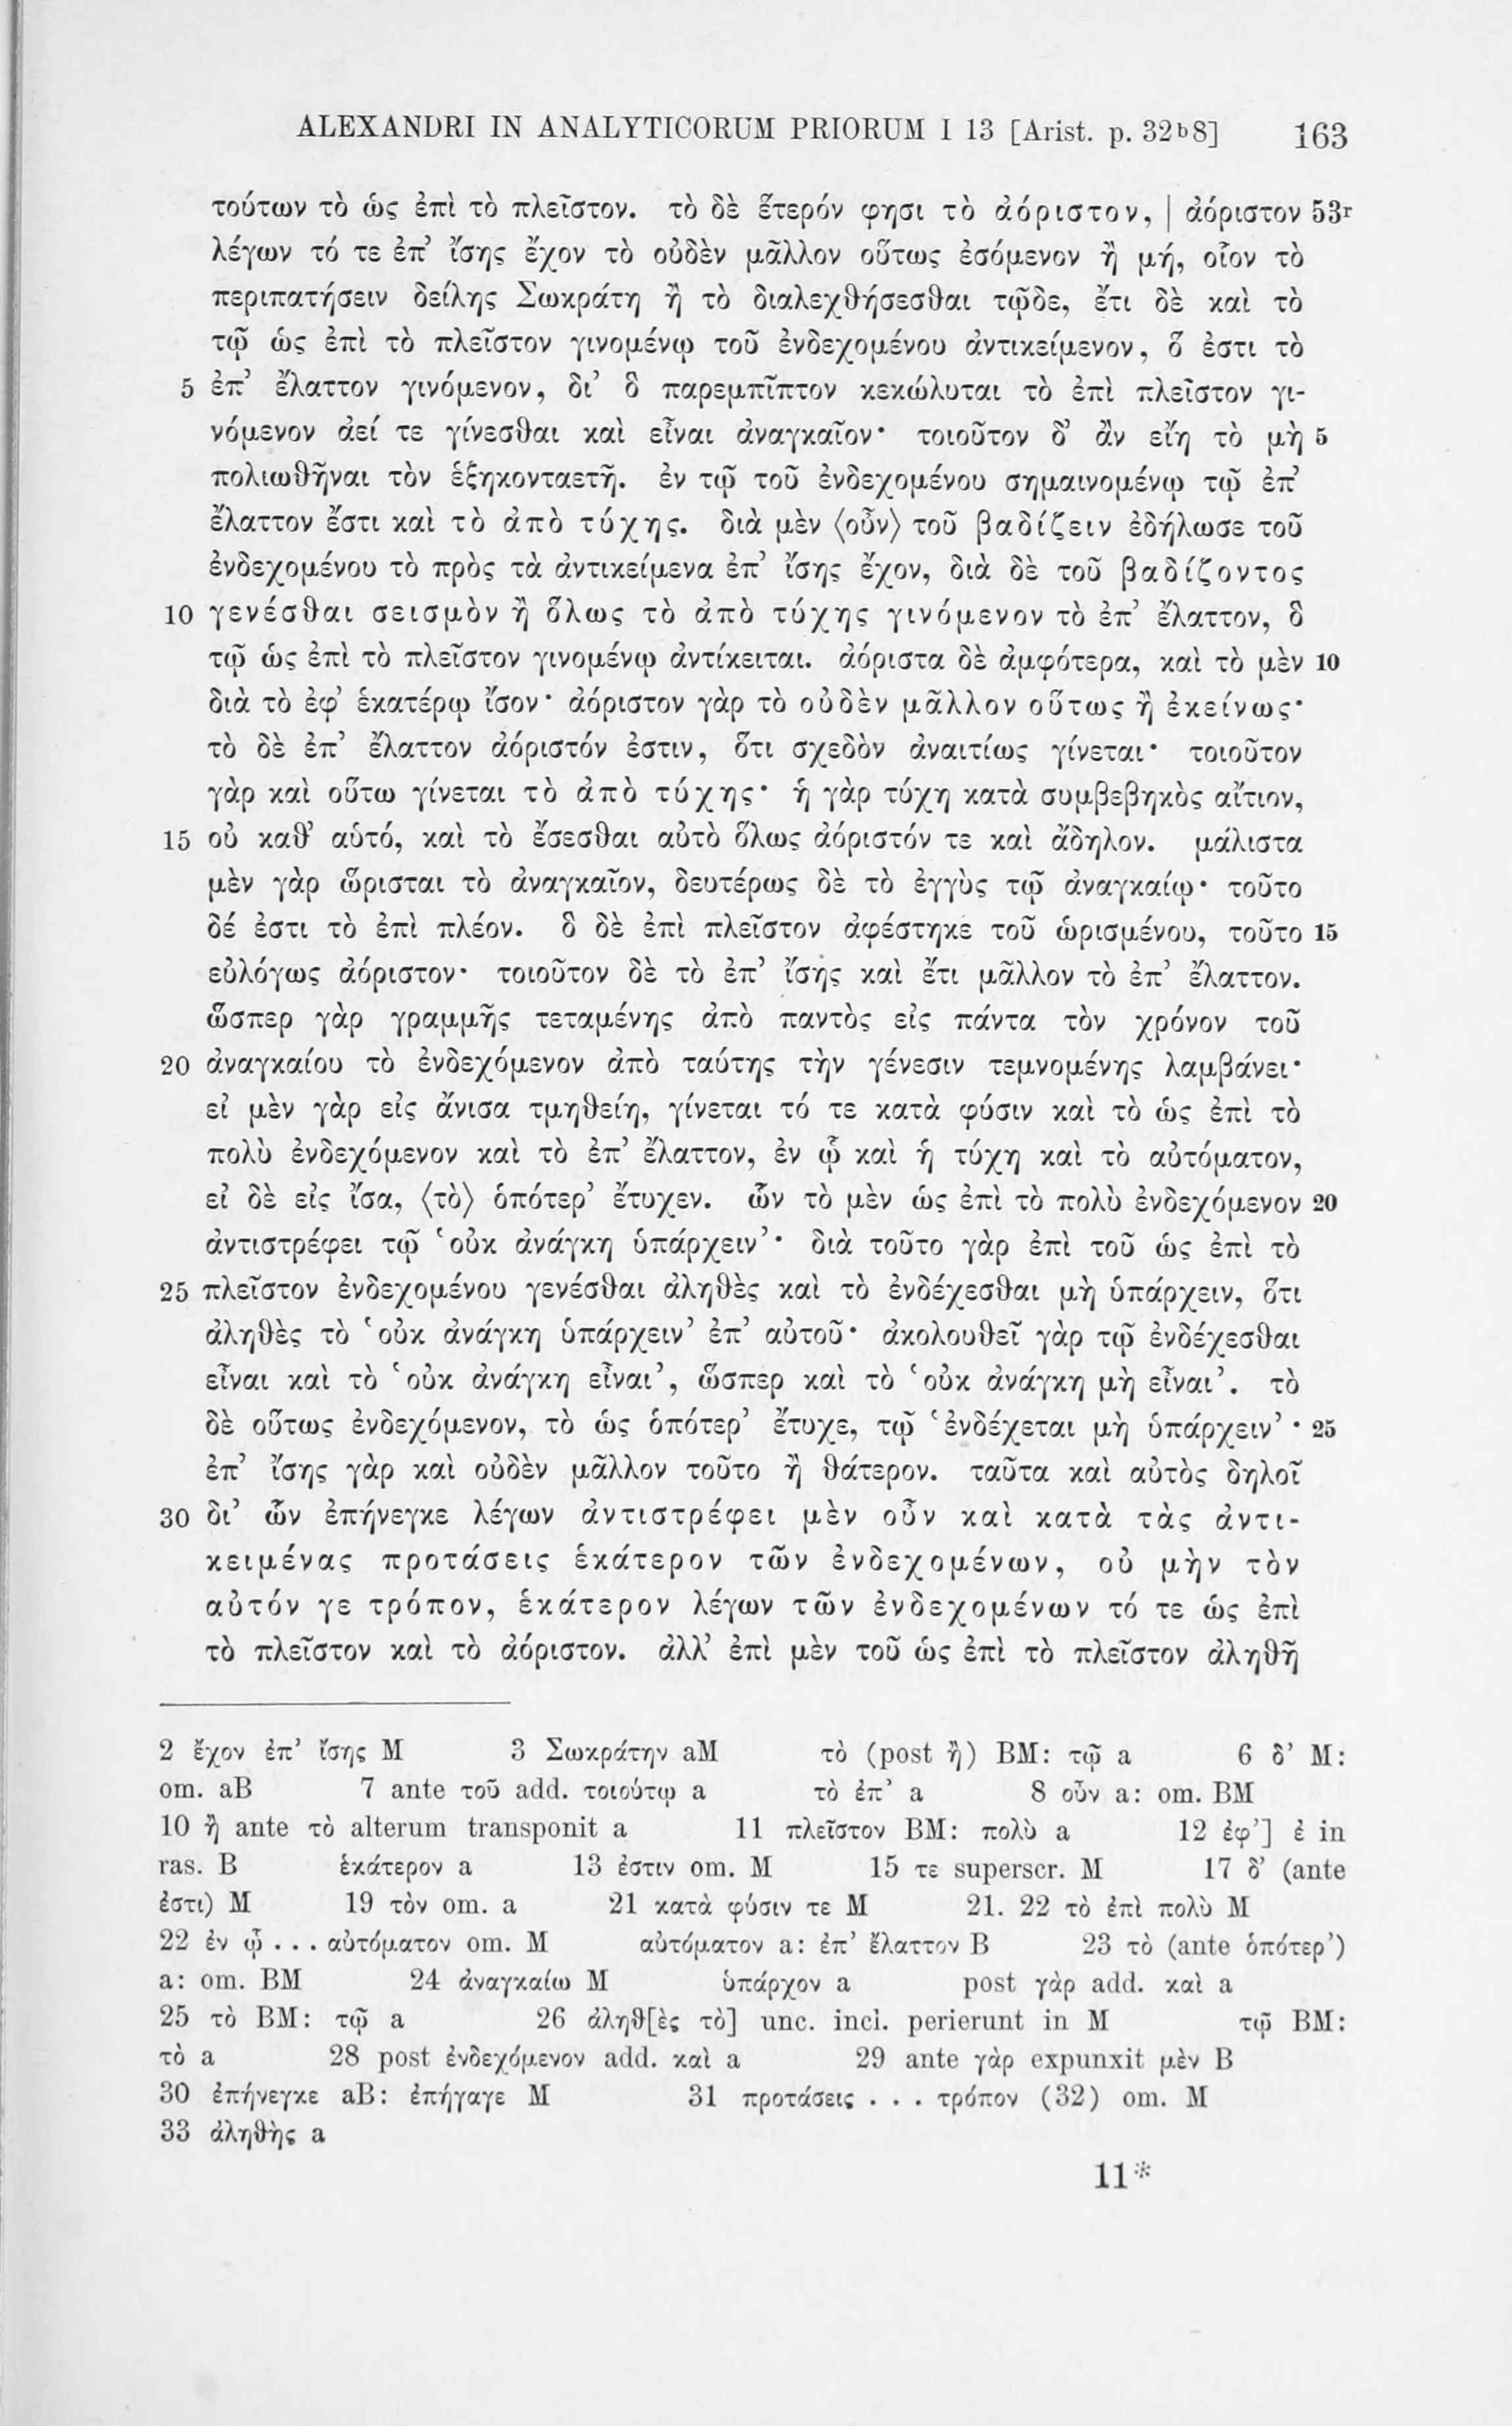 ALEXANDRI IN ANALYTICORUM PRIORUM I 13 [Arist. p. 32ᵇ8] 163
τούτων τὸ ὡς ἐπὶ τὸ πλεῖστον. τὸ δὲ ἕτερόν φησι τὸ ἀόριστον, | ἀόριστον 53ʳ
λέγων τό τε ἐπ’ ἴσης ἔχον τὸ οὐδὲν μᾶλλον οὕτως ἐσόμενον ἢ μή, οἷον τὸ
περιπατήσειν δείλης Σωκράτη ἢ τὸ διαλεχθήσεσθαι τῷδε, ἔτι δὲ καὶ τὸ
τῷ ὡς ἐπὶ τὸ πλεῖστον γινομένῳ τοῦ ἐνδεχομένου ἀντικείμενον, ὅ ἐστι τὸ
5 ἐπ’ ἔλαττον γινόμενον, δι’ ὃ παρεμπῖπτον κεκώλυται τὸ ἐπὶ πλεῖστον γι-
νόμενον ἀεί τε γίνεσθαι καὶ εἶναι ἀναγκαῖον· τοιοῦτον δ’ ἂν εἴη τὸ μὴ 5
πολιωθῆναι τὸν ἑξηκονταετῆ. ἐν τῷ τοῦ ἐνδεχομένου σημαινομένῳ τῷ ἐπ’
ἔλαττον ἔστι καὶ τὸ ἀπὸ τύχης. διὰ μὲν ⟨οὖν⟩ τοῦ βαδίζειν ἐδήλωσε τοῦ
ἐνδεχομένου τὸ πρὸς τὰ ἀντικείμενα ἐπ’ ἴσης ἔχον, διὰ δὲ τοῦ βαδίζοντος
10 γενέσθαι σεισμὸν ἢ ὅλως τὸ ἀπὸ τύχης γινόμενον τὸ ἐπ’ ἔλαττον, ὃ
τῷ ὡς ἐπὶ τὸ πλεῖστον γινομένῳ ἀντίκειται. ἀόριστα δὲ ἀμφότερα, καὶ τὸ μὲν 10
διὰ τὸ ἐφ’ ἑκατέρῳ ἴσον· ἀόριστον γὰρ τὸ οὐδὲν μᾶλλον οὕτως ἢ ἐκείνως·
τὸ δὲ ἐπ’ ἔλαττον ἀόριστόν ἐστιν, ὅτι σχεδὸν ἀναιτίως γίνεται· τοιοῦτον
γὰρ καὶ οὕτω γίνεται τὸ ἀπὸ τύχης· ἡ γὰρ τύχη κατὰ συμβεβηκὸς αἴτιον,
15 οὐ καθ’ αὑτό, καὶ τὸ ἔσεσθαι αὐτὸ ὅλως ἀόριστόν τε καὶ ἄδηλον. μάλιστα
μὲν γὰρ ὥρισται τὸ ἀναγκαῖον, δευτέρως δὲ τὸ ἐγγὺς τῷ ἀναγκαίῳ· τοῦτο
δέ ἐστι τὸ ἐπὶ πλέον. ὃ δὲ ἐπὶ πλεῖστον ἀφέστηκε τοῦ ὡρισμένου, τοῦτο 15
εὐλόγως ἀόριστον· τοιοῦτον δὲ τὸ ἐπ’ ἴσης καὶ ἔτι μᾶλλον τὸ ἐπ’ ἔλαττον.
ὥσπερ γὰρ γραμμῆς τεταμένης ἀπὸ παντὸς εἰς πάντα τὸν χρόνον τοῦ
20 ἀναγκαίου τὸ ἐνδεχόμενον ἀπὸ ταύτης τὴν γένεσιν τεμνομένης λαμβάνει·
εἰ μὲν γὰρ εἰς ἄνισα τμηθείη, γίνεται τό τε κατὰ φύσιν καὶ τὸ ὡς ἐπὶ τὸ
πολὺ ἐνδεχόμενον καὶ τὸ ἐπ’ ἔλαττον, ἐν ᾧ καὶ ἡ τύχη καὶ τὸ αὐτόματον,
εἰ δὲ εἰς ἴσα, ⟨τὸ⟩ ὁπότερ’ ἔτυχεν. ὧν τὸ μὲν ὡς ἐπὶ τὸ πολὺ ἐνδεχόμενον 20
ἀντιστρέφει τῷ ‘οὐκ ἀνάγκη ὑπάρχειν’· διὰ τοῦτο γὰρ ἐπὶ τοῦ ὡς ἐπὶ τὸ
25 πλεῖστον ἐνδεχομένου γενέσθαι ἀληθὲς καὶ τὸ ἐνδέχεσθαι μὴ ὑπάρχειν, ὅτι
ἀληθὲς τὸ ‘οὐκ ἀνάγκη ὑπάρχειν’ ἐπ’ αὐτοῦ· ἀκολουθεῖ γὰρ τῷ ἐνδέχεσθαι
εἶναι καὶ τὸ ‘οὐκ ἀνάγκη εἶναι’, ὥσπερ καὶ τὸ ‘οὐκ ἀνάγκη μὴ εἶναι’. τὸ
δὲ οὕτως ἐνδεχόμενον, τὸ ὡς ὁπότερ’ ἔτυχε, τῷ ‘ἐνδέχεται μὴ ὑπάρχειν’· 25
ἐπ’ ἴσης γὰρ καὶ οὐδὲν μᾶλλον τοῦτο ἢ θάτερον. ταῦτα καὶ αὐτὸς δηλοῖ
30 δι’ ὧν ἐπήνεγκε λέγων ἀντιστρέφει μὲν οὖν καὶ κατὰ τὰς ἀντι-
κειμένας προτάσεις ἑκάτερον τῶν ἐνδεχομένων, οὐ μὴν τὸν
αὐτόν γε τρόπον, ἑκάτερον λέγων τῶν ἐνδεχομένων τό τε ὡς ἐπὶ
τὸ πλεῖστον καὶ τὸ ἀόριστον. ἀλλ’ ἐπὶ μὲν τοῦ ὡς ἐπὶ τὸ πλεῖστον ἀληθῆ
2 ἔχον ἐπ’ ἴσης M 3 Σωκράτην aM τὸ (post ἢ) BM: τῷ a 6 δ’ M:
om. aB 7 ante τοῦ add. τοιούτῳ a τὸ ἐπ’ a 8 οὖν a: om. BM
10 ἢ ante τὸ alterum transponit a 11 πλεῖστον BM: πολὺ a 12 ἐφ’] ἐ in
ras. B ἑκάτερον a 13 ἐστιν om. M 15 τε superscr. M 17 δ’ (ante
ἐστι) M 19 τὸν om. a 21 κατὰ φύσιν τε M 21. 22 τὸ ἐπὶ πολὺ M
22 ἐν ᾧ . . . αὐτόματον om. M αὐτόματον a: ἐπ’ ἔλαττον B 23 τὸ (ante ὁπότερ’)
a: om. BM 24 ἀναγκαίω M ὑπάρχον a post γὰρ add. καὶ a
25 τὸ BM: τῷ a 26 ἀληθ[ὲς τὸ] unc. incl. perierunt in M τῷ BM:
τὸ a 28 post ἐνδεχόμενον add. καὶ a 29 ante γὰρ expunxit μὲν B
30 ἐπήνεγκε aB: ἐπήγαγε M 31 προτάσεις . . . τρόπον (32) om. M
33 ἀληθὴς a
11*